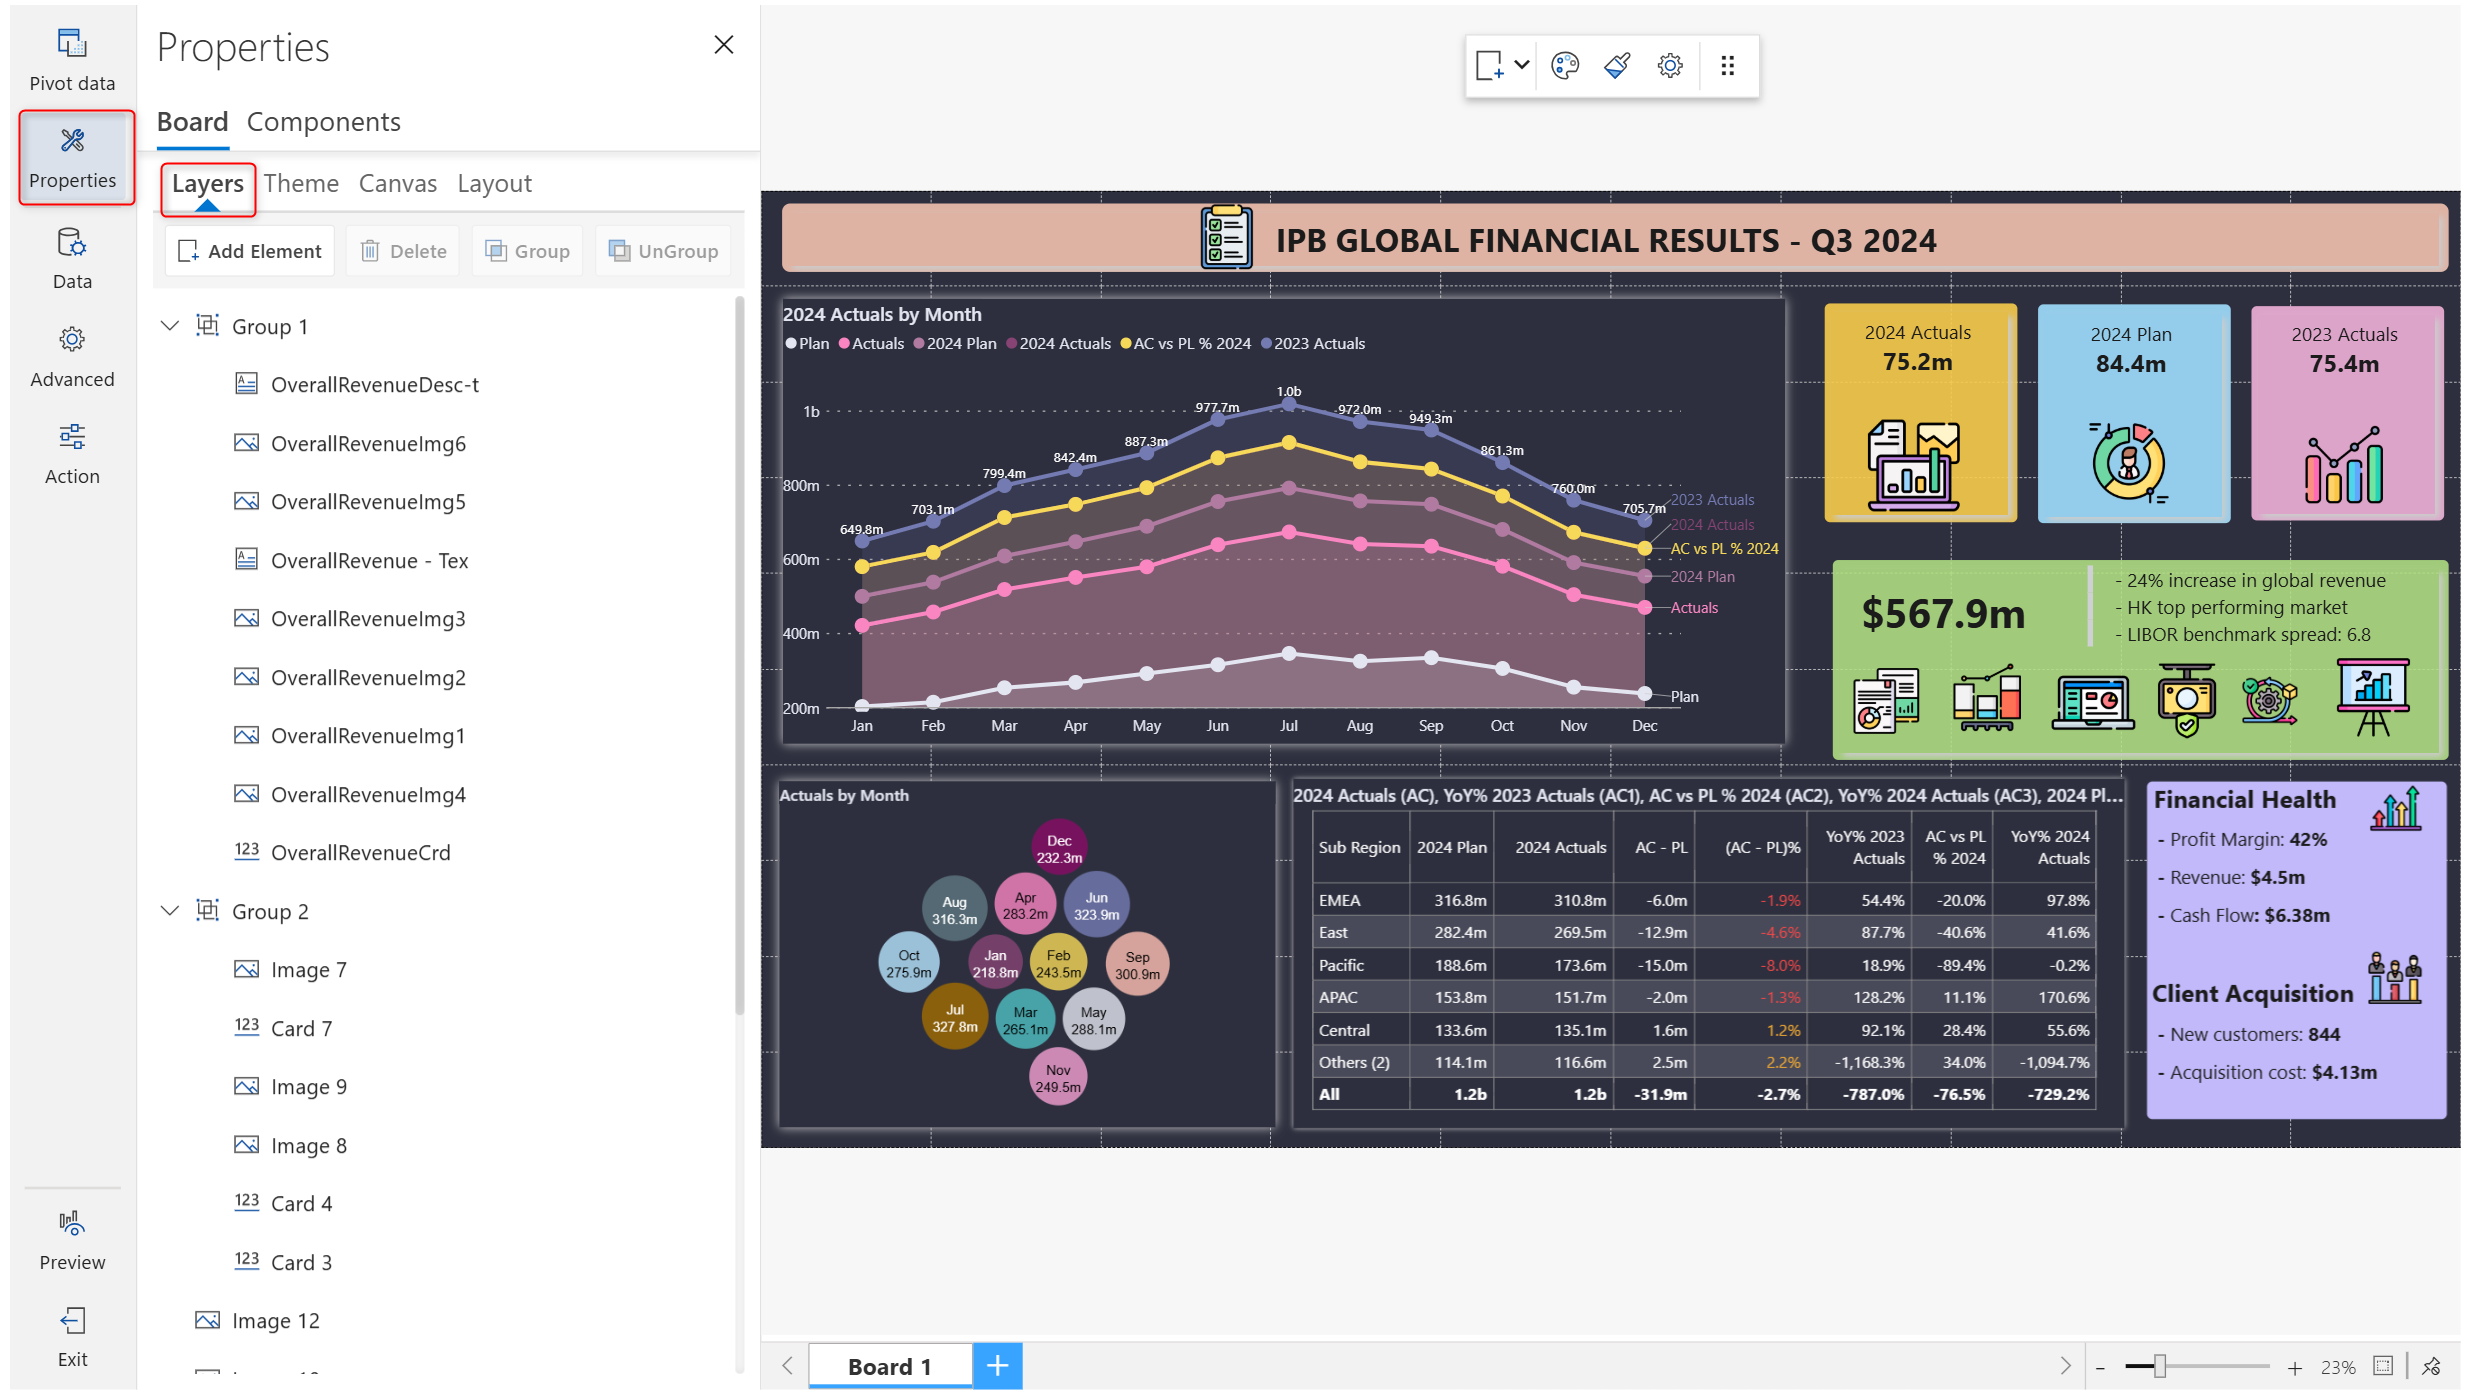 Pivot data
Properties
Data
Advanced
Action
Preview
Exit
Properties
Board Components
Layers Theme Canvas Layout
Add Element Delete Group UnGroup
Group 1
OverallRevenueDesc-t
OverallRevenueImg6
OverallRevenueImg5
OverallRevenue - Tex
OverallRevenueImg3
OverallRevenueImg2
OverallRevenueImg1
OverallRevenueImg4
123 OverallRevenueCrd
Group 2
Image 7
123 Card 7
Image 9
Image 8
123 Card 4
123 Card 3
Image 12
IPB GLOBAL FINANCIAL RESULTS - Q3 2024
2024 Actuals by Month
Plan Actuals 2024 Plan 2024 Actuals AC vs PL % 2024 2023 Actuals
1b
800m
600m
400m
200m
649.8m 703.1m 799.4m 842.4m 887.3m 977.7m 1.0b 972.0m 949.3m 861.3m 760.0m 705.7m
2023 Actuals
2024 Actuals
AC vs PL % 2024
2024 Plan
Actuals
Plan
Jan Feb Mar Apr May Jun Jul Aug Sep Oct Nov Dec
2024 Actuals
75.2m
2024 Plan
84.4m
2023 Actuals
75.4m
$567.9m
- 24% increase in global revenue
- HK top performing market
- LIBOR benchmark spread: 6.8
Actuals by Month
Dec
232.3m
Aug
316.3m
Apr
283.2m
Jun
323.9m
Oct
275.9m
Jan
218.8m
Feb
243.5m
Sep
300.9m
Jul
327.8m
Mar
265.1m
May
288.1m
Nov
249.5m
2024 Actuals (AC), YoY% 2023 Actuals (AC1), AC vs PL % 2024 (AC2), YoY% 2024 Actuals (AC3), 2024 Pl...
Sub Region 2024 Plan 2024 Actuals AC - PL (AC - PL)% YoY% 2023 Actuals AC vs PL % 2024 YoY% 2024 Actuals
EMEA 316.8m 310.8m -6.0m -1.9% 54.4% -20.0% 97.8%
East 282.4m 269.5m -12.9m -4.6% 87.7% -40.6% 41.6%
Pacific 188.6m 173.6m -15.0m -8.0% 18.9% -89.4% -0.2%
APAC 153.8m 151.7m -2.0m -1.3% 128.2% 11.1% 170.6%
Central 133.6m 135.1m 1.6m 1.2% 92.1% 28.4% 55.6%
Others (2) 114.1m 116.6m 2.5m 2.2% -1,168.3% 34.0% -1,094.7%
All 1.2b 1.2b -31.9m -2.7% -787.0% -76.5% -729.2%
Financial Health
- Profit Margin: 42%
- Revenue: $4.5m
- Cash Flow: $6.38m
Client Acquisition
- New customers: 844
- Acquisition cost: $4.13m
Board 1
23%